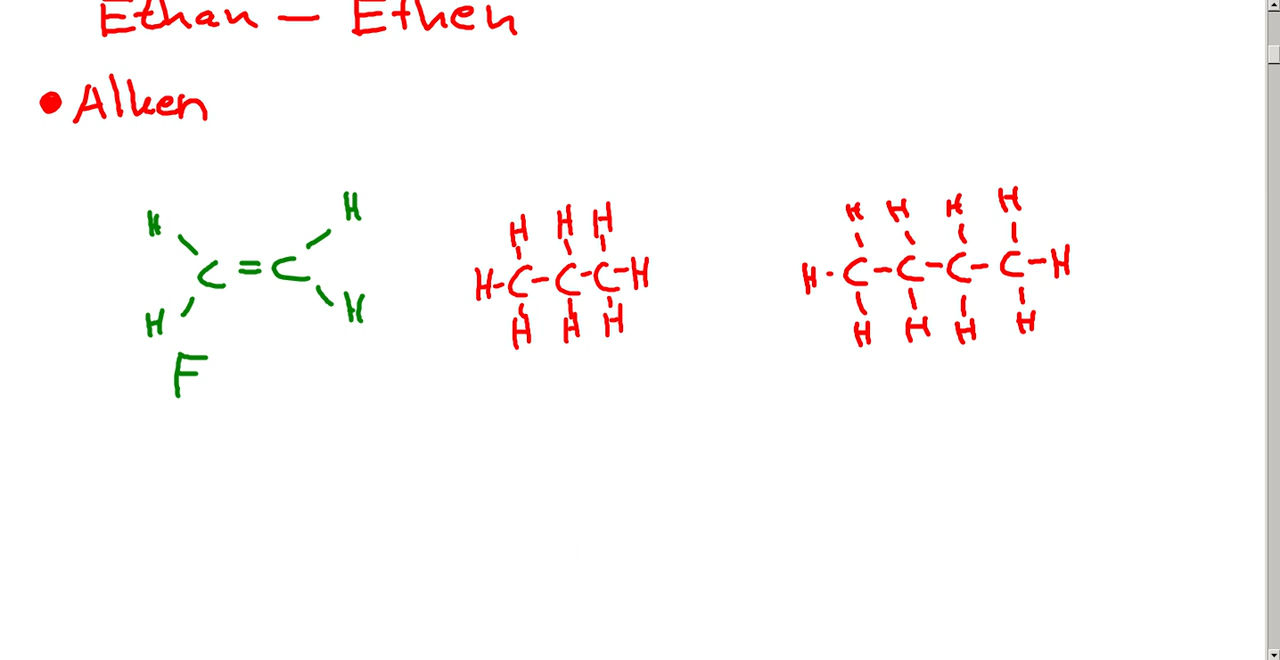 Ethan – Ethen
• Alken
H H H H H H H H H
C = C H-C-C-C-H H-C-C-C-C-H
H H H H H H H H H
F